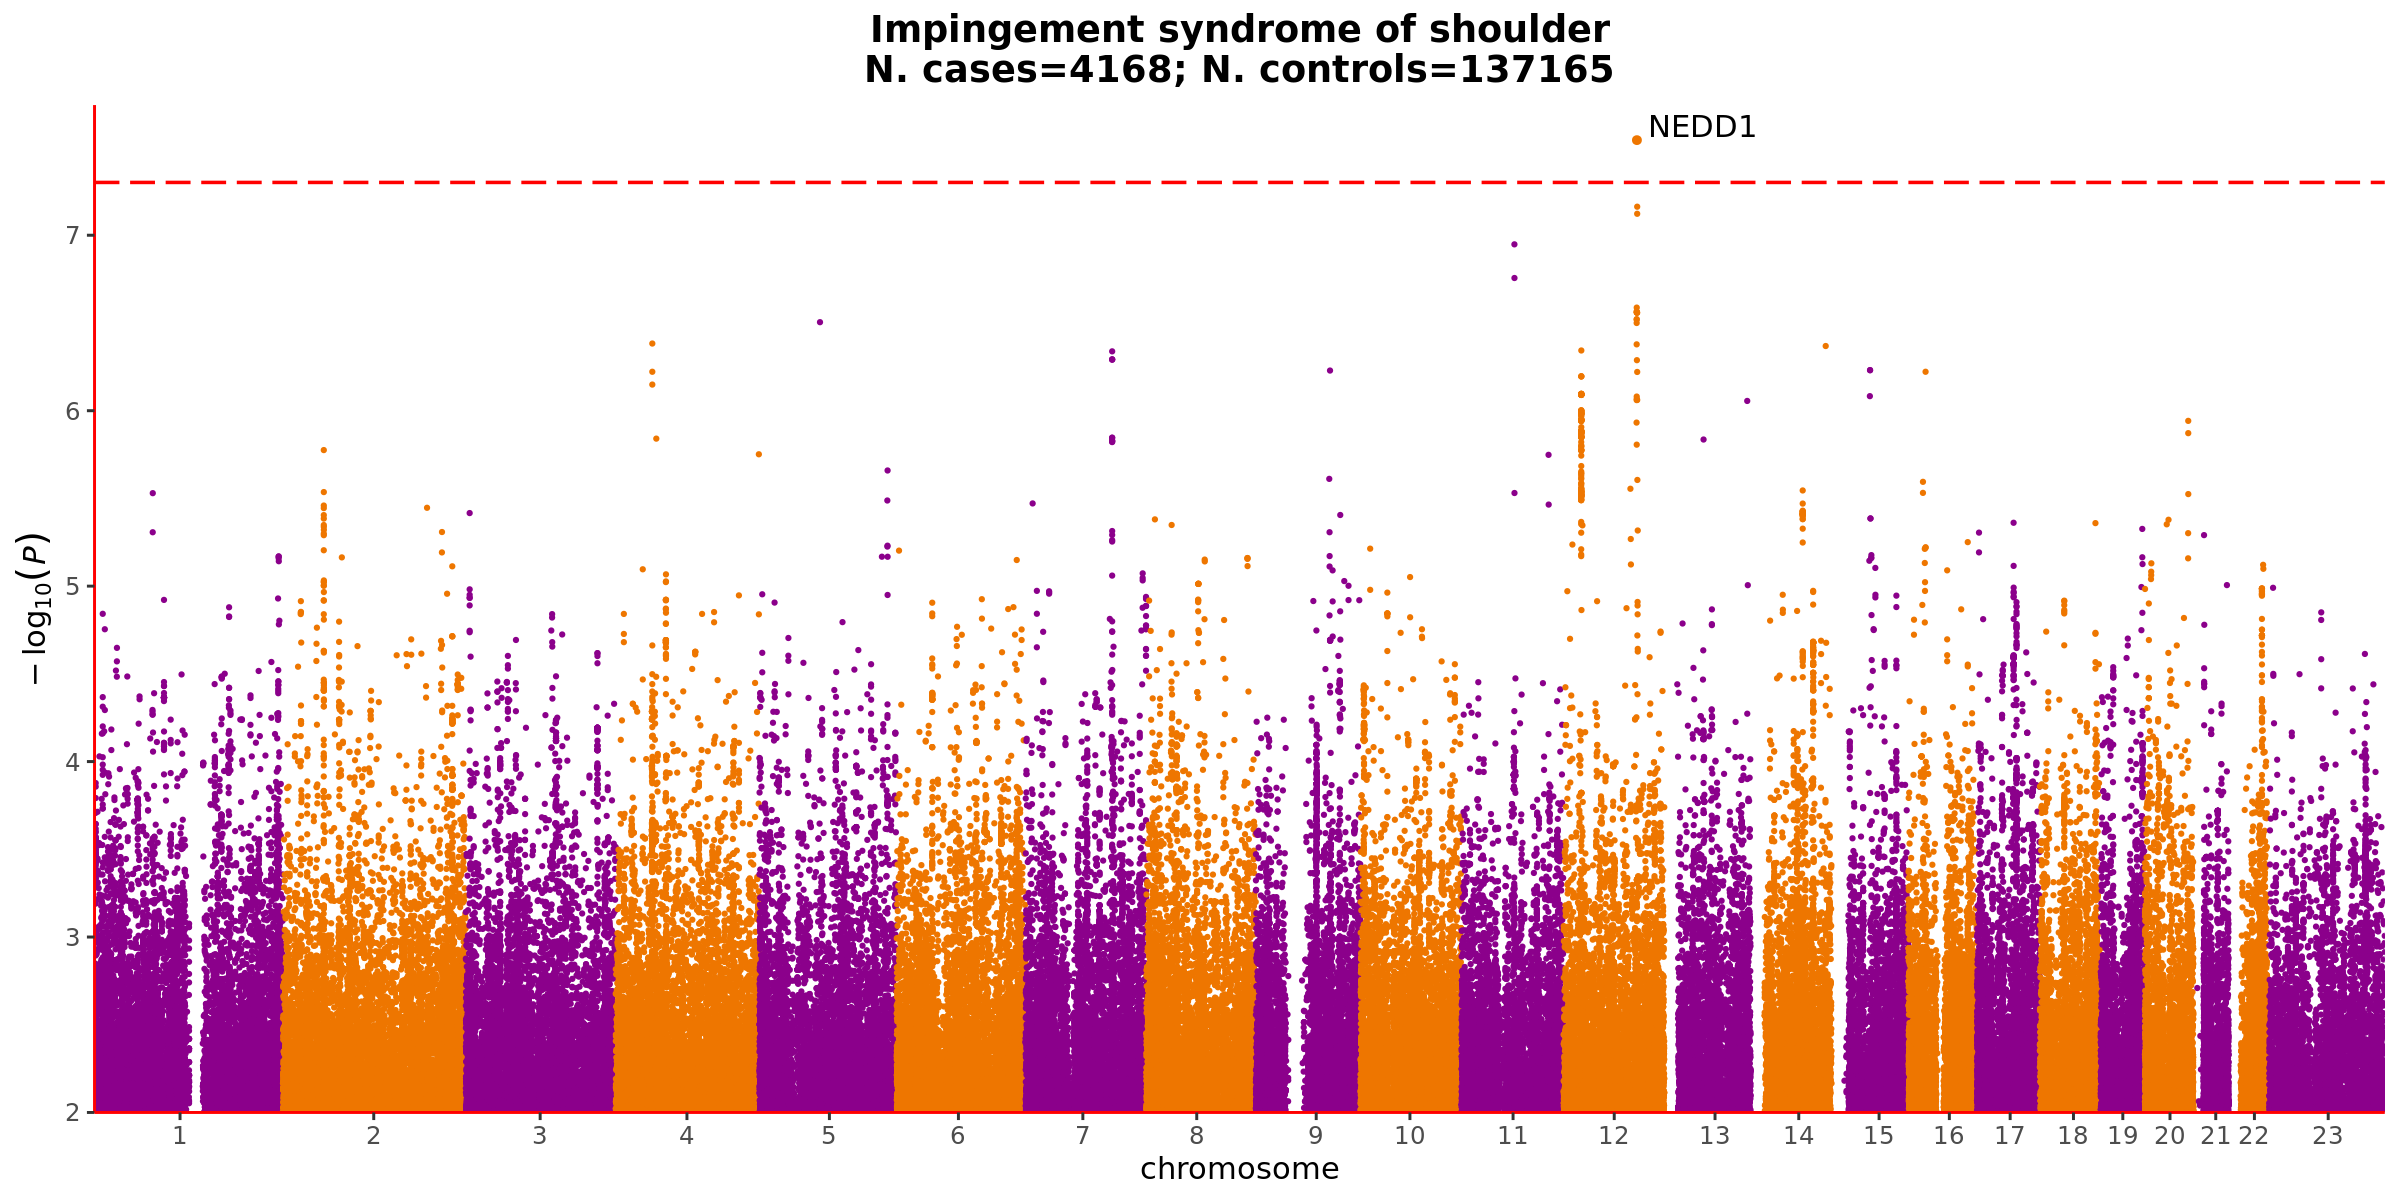 Impingement syndrome of shoulder
N. cases=4168; N. controls=137165
NEDD1
7
6
5
4
3
2
−log10(P)
1 2 3 4 5 6 7 8 9 10 11 12 13 14 15 16 17 18 19 20 21 22 23
chromosome